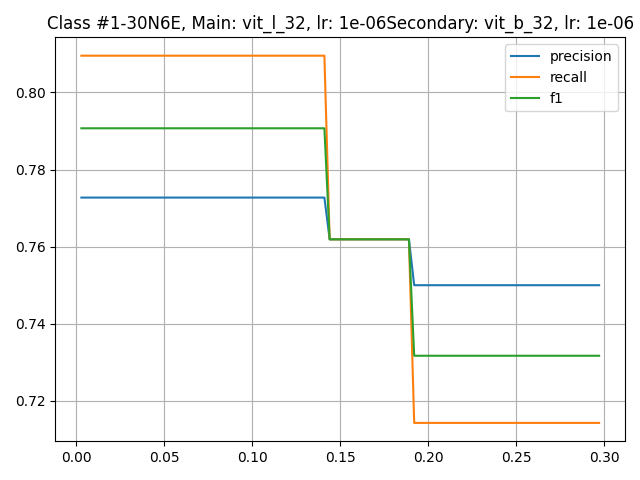 Class #1-30N6E, Main: vit_l_32, lr: 1e-06Secondary: vit_b_32, lr: 1e-06
precision
recall
f1
0.80
0.78
0.76
0.74
0.72
0.00 0.05 0.10 0.15 0.20 0.25 0.30